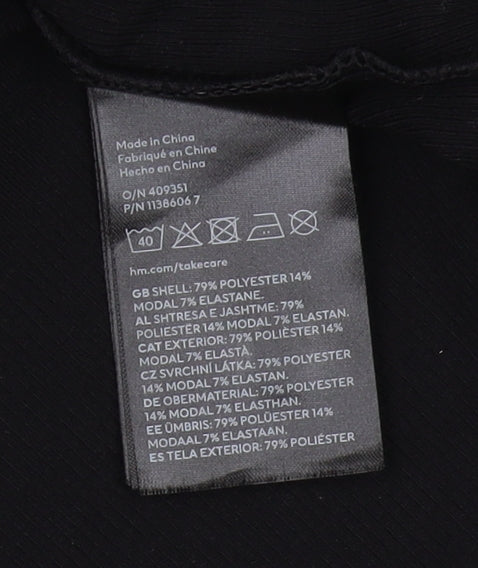 Made in China
Fabriqué en Chine
Hecho en China
O/N 409351
P/N 1138606 7
40
hm.com/takecare
GB SHELL: 79% POLYESTER 14%
MODAL 7% ELASTANE.
AL SHTRESA E JASHTME: 79%
POLIESTËR 14% MODAL 7% ELASTAN.
CAT EXTERIOR: 79% POLIÈSTER 14%
MODAL 7% ELASTÀ.
CZ SVRCHNÍ LÁTKA: 79% POLYESTER
14% MODAL 7% ELASTAN.
DE OBERMATERIAL: 79% POLYESTER
14% MODAL 7% ELASTHAN.
EE ÜMBRIS: 79% POLÜESTER 14%
MODAAL 7% ELASTAAN.
ES TELA EXTERIOR: 79% POLIÉSTER